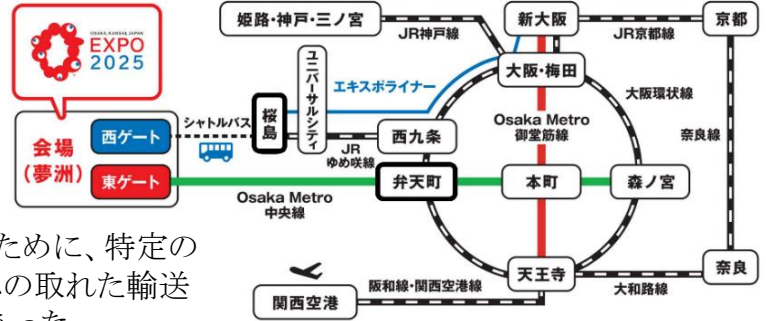 OSAKA, KANSAI, JAPAN
EXPO
2025
姫路・神戸・三ノ宮
JR神戸線
新大阪
JR京都線
京都
ユニバーサルシティ
エキスポライナー
大阪・梅田
大阪環状線
会場
(夢洲)
西ゲート
シャトルバス
桜島
JR
ゆめ咲線
西九条
Osaka Metro
御堂筋線
奈良線
東ゲート
Osaka Metro
中央線
弁天町
本町
森ノ宮
ために、特定の
の取れた輸送
関西空港
阪和線・関西空港線
天王寺
大和路線
奈良